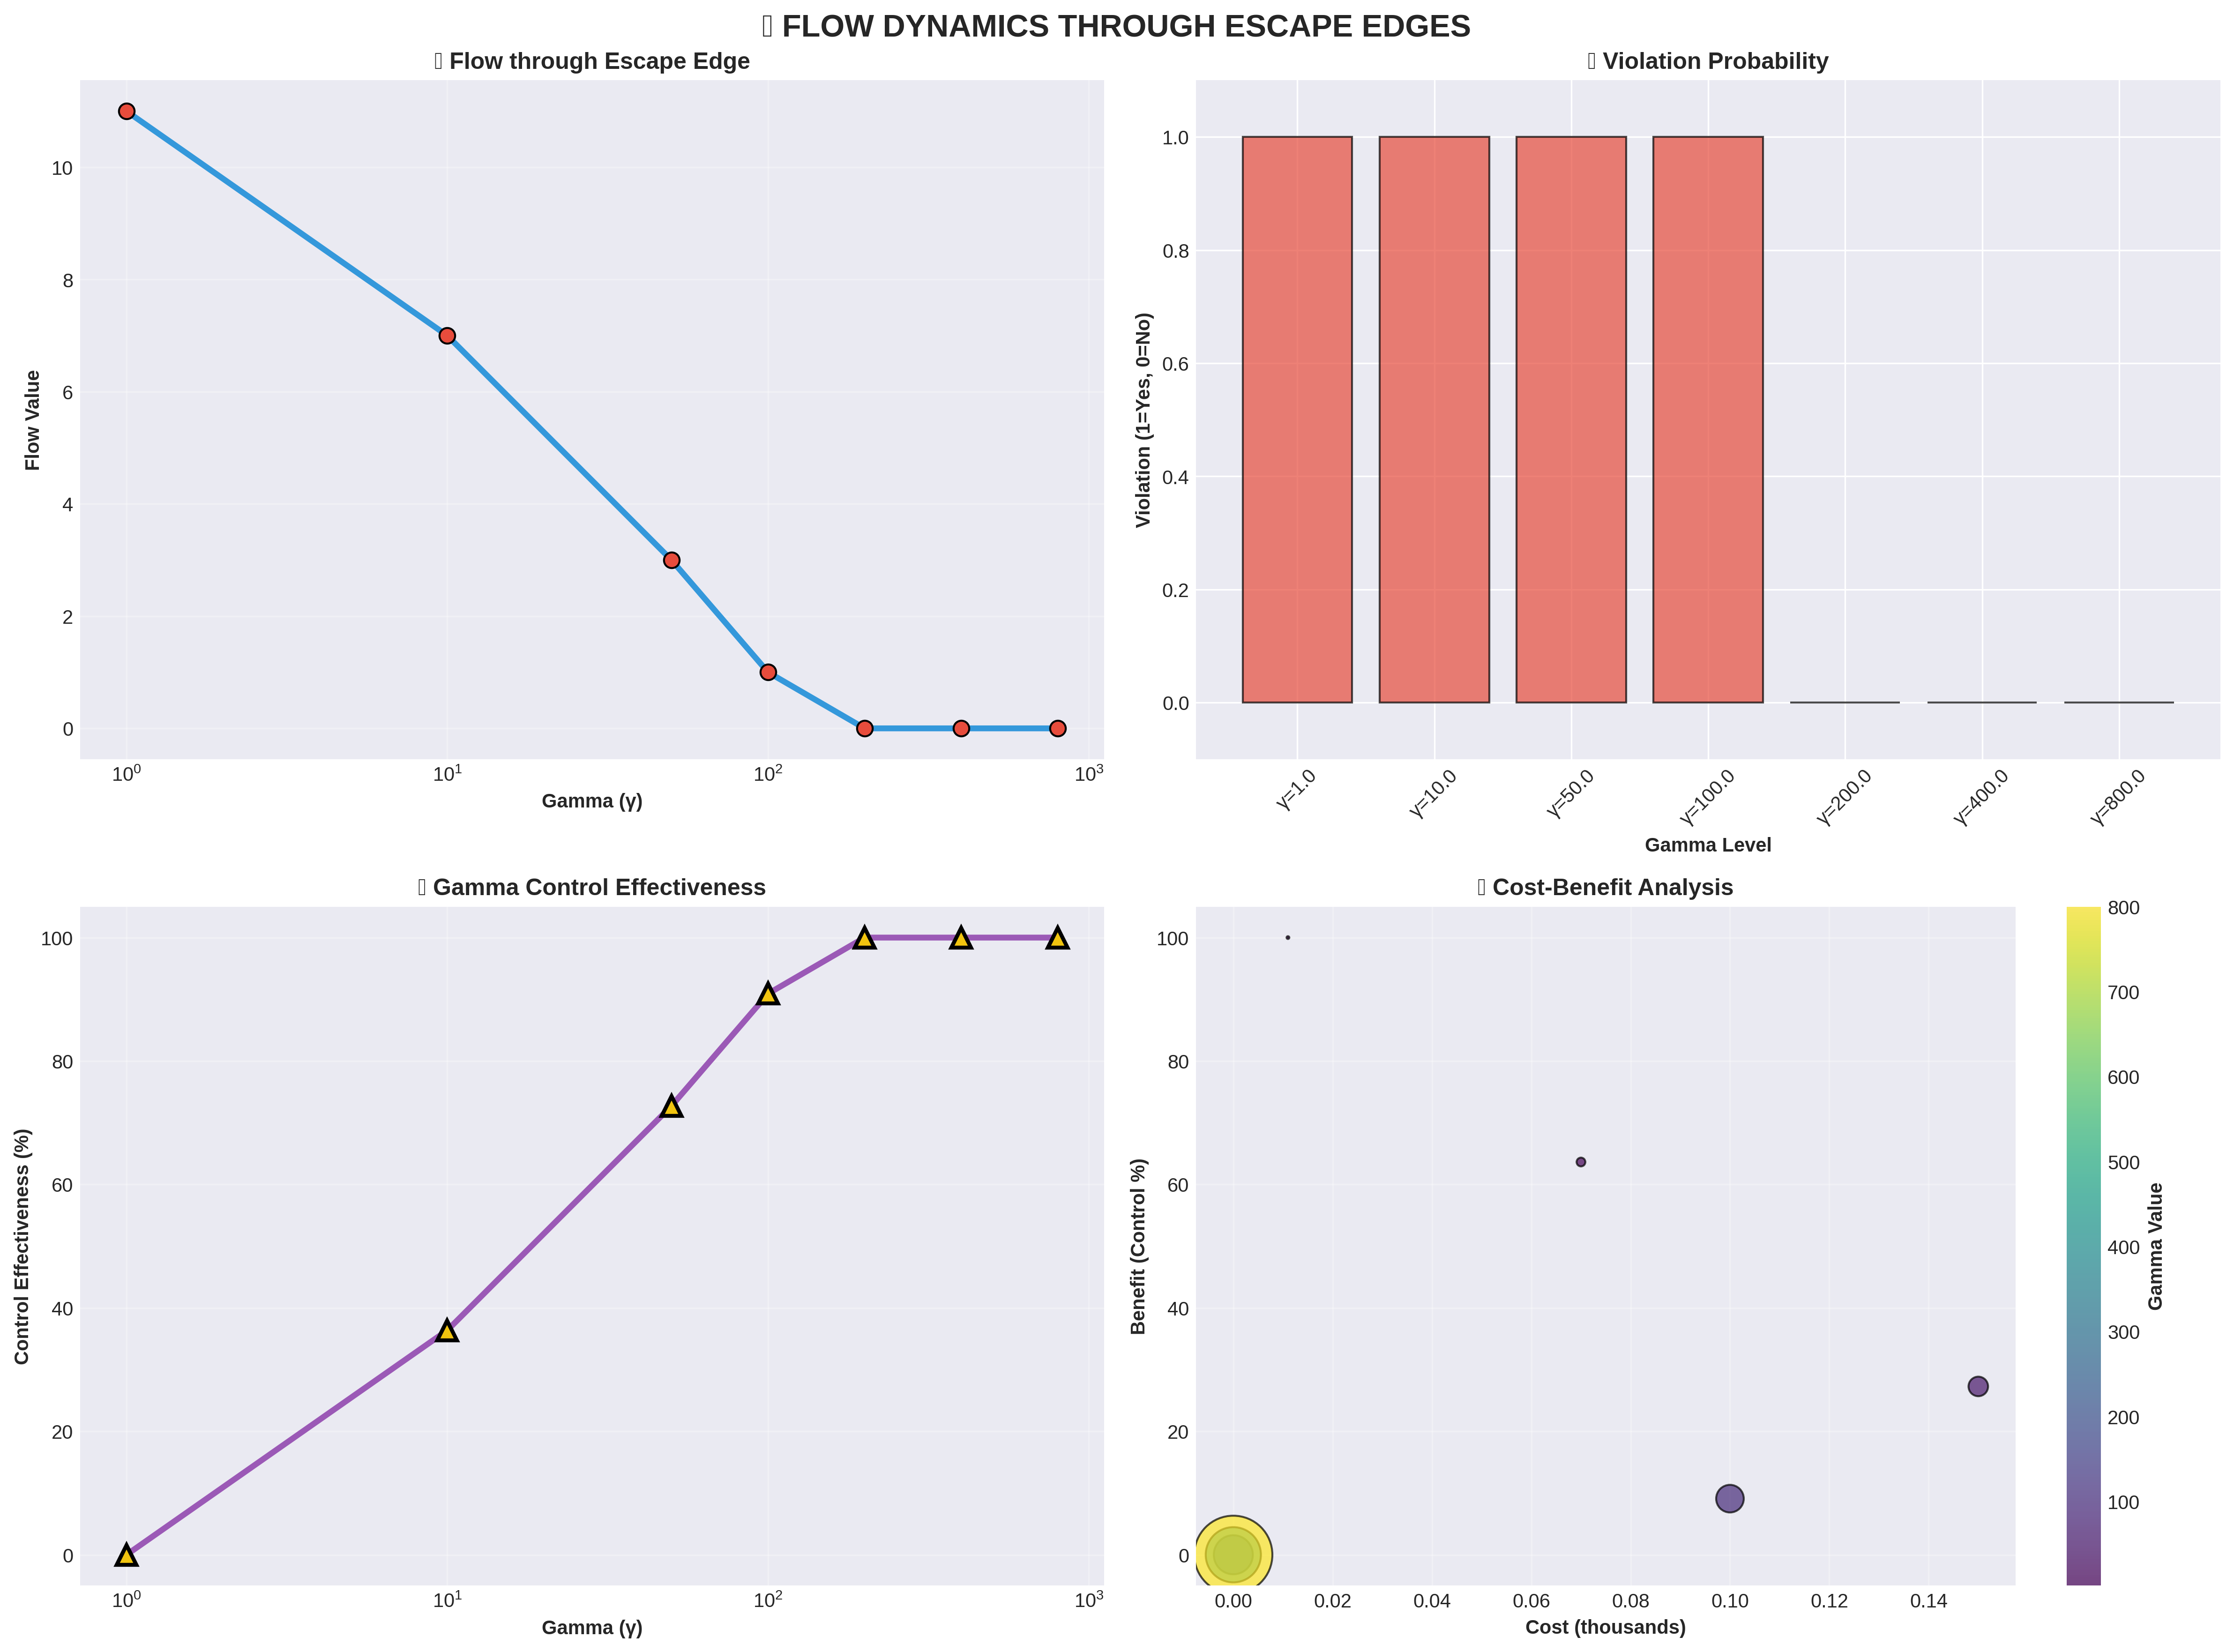 ▯ FLOW DYNAMICS THROUGH ESCAPE EDGES
▯ Flow through Escape Edge
Flow Value
10
8
6
4
2
0
10⁰ 10¹ 10² 10³
Gamma (γ)
▯ Violation Probability
Violation (1=Yes, 0=No)
1.0
0.8
0.6
0.4
0.2
0.0
γ=1.0 γ=10.0 γ=50.0 γ=100.0 γ=200.0 γ=400.0 γ=800.0
Gamma Level
▯ Gamma Control Effectiveness
Control Effectiveness (%)
100
80
60
40
20
0
10⁰ 10¹ 10² 10³
Gamma (γ)
▯ Cost-Benefit Analysis
Benefit (Control %)
100
80
60
40
20
0
0.00 0.02 0.04 0.06 0.08 0.10 0.12 0.14
Cost (thousands)
800
700
600
500
400
300
200
100
Gamma Value